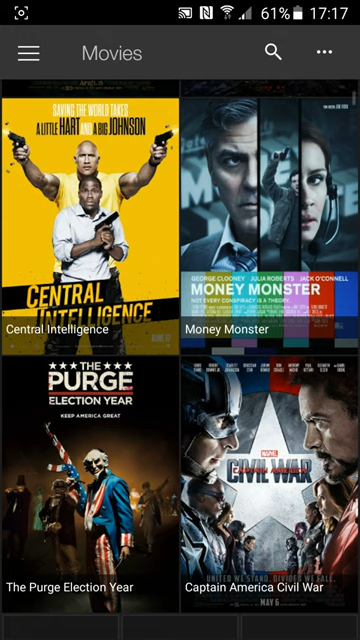 61% 17:17
Movies
SAVING THE WORLD TAKES
A LITTLE HART AND A BIG JOHNSON
CENTRAL
INTELLIGENCE
Central Intelligence
GEORGE CLOONEY JULIA ROBERTS JACK O'CONNELL
MONEY MONSTER
NOT EVERY CONSPIRACY IS A THEORY.
Money Monster
THE
PURGE
ELECTION YEAR
KEEP AMERICA GREAT
The Purge Election Year
MARVEL
CAPTAIN AMERICA
CIVIL WAR
UNITED WE STAND. DIVIDED WE FALL.
MAY 6
Captain America Civil War